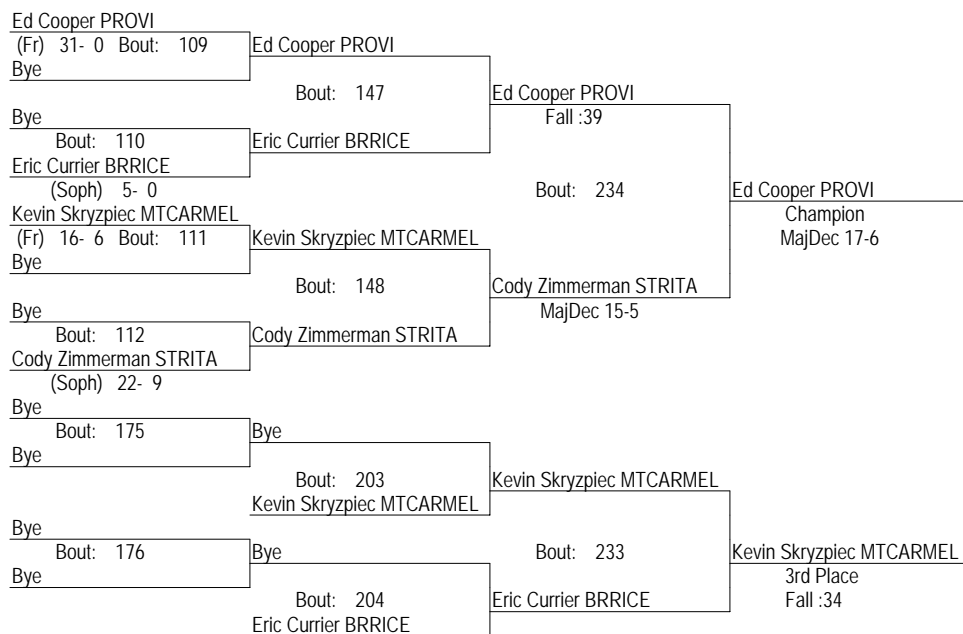 Ed Cooper PROVI
(Fr) 31- 0 Bout: 109
Ed Cooper PROVI
Bye
Bout: 147
Ed Cooper PROVI
Bye
Fall :39
Bout: 110
Eric Currier BRRICE
Eric Currier BRRICE
(Soph) 5- 0
Bout: 234
Ed Cooper PROVI
Kevin Skryzpiec MTCARMEL
Champion
(Fr) 16- 6 Bout: 111
Kevin Skryzpiec MTCARMEL
MajDec 17-6
Bye
Bout: 148
Cody Zimmerman STRITA
Bye
MajDec 15-5
Bout: 112
Cody Zimmerman STRITA
Cody Zimmerman STRITA
(Soph) 22- 9
Bye
Bout: 175
Bye
Bye
Bout: 203
Kevin Skryzpiec MTCARMEL
Kevin Skryzpiec MTCARMEL
Bye
Bout: 176
Bye
Bout: 233
Kevin Skryzpiec MTCARMEL
Bye
3rd Place
Bout: 204
Eric Currier BRRICE
Fall :34
Eric Currier BRRICE